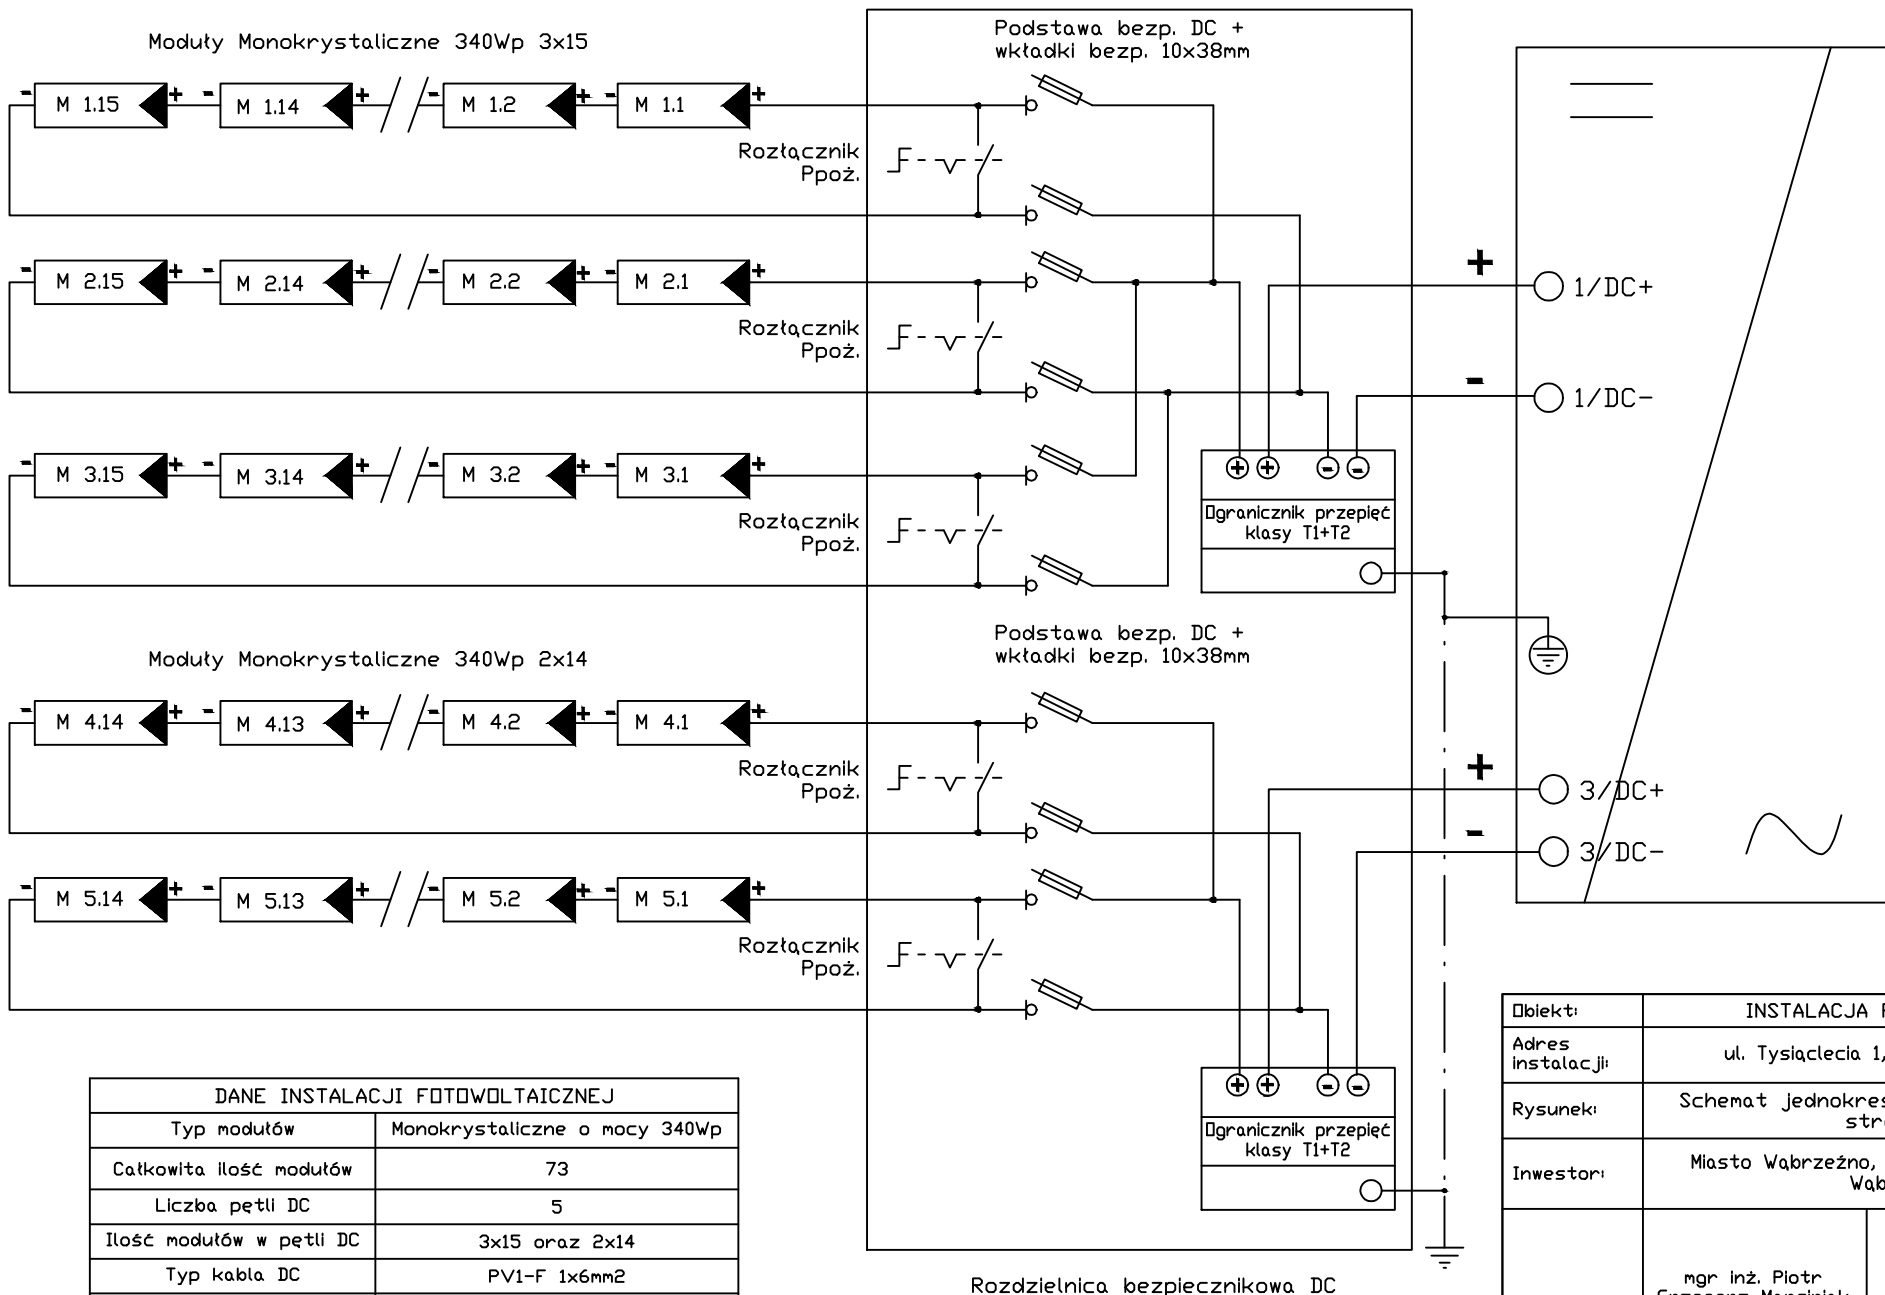 Moduły Monokrystaliczne 340Wp 3x15
Podstawa bezp. DC +
wkładki bezp. 10x38mm
- M 1.15 + - M 1.14 + - M 1.2 + - M 1.1 +
Rozłącznik
Ppoż.
- M 2.15 + - M 2.14 + - M 2.2 + - M 2.1 +
Rozłącznik
Ppoż.
+
1/DC+
-
1/DC-
- M 3.15 + - M 3.14 + - M 3.2 + - M 3.1 +
Rozłącznik
Ppoż.
+ + - -
Ogranicznik przepięć
klasy T1+T2
Moduły Monokrystaliczne 340Wp 2x14
Podstawa bezp. DC +
wkładki bezp. 10x38mm
- M 4.14 + - M 4.13 + - M 4.2 + - M 4.1 +
Rozłącznik
Ppoż.
+
3/DC+
-
3/DC-
- M 5.14 + - M 5.13 + - M 5.2 + - M 5.1 +
Rozłącznik
Ppoż.
+ + - -
Ogranicznik przepięć
klasy T1+T2
Rozdzielnica bezpiecznikowa DC
DANE INSTALACJI FOTOWOLTAICZNEJ
Typ modułów Monokrystaliczne o mocy 340Wp
Całkowita ilość modułów 73
Liczba pętli DC 5
Ilość modułów w pętli DC 3x15 oraz 2x14
Typ kabla DC PV1-F 1x6mm2
Obiekt: INSTALACJA
Adres
instalacji:
ul. Tysiąclecia 1,
Rysunek:
Schemat jednokres
str
Inwestor:
Miasto Wąbrzeźno,
Wąb
mgr inż. Piotr